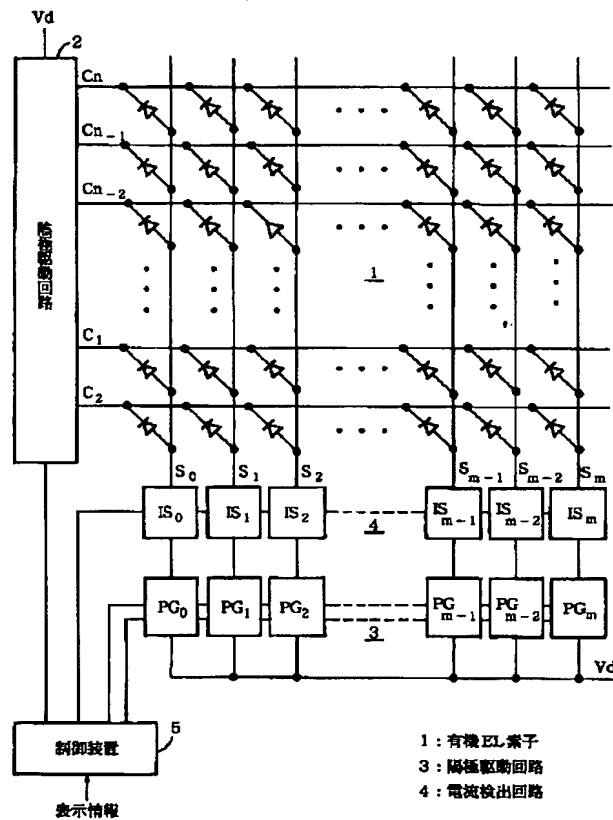 Vd
2
Cn
Cn-1
Cn-2
陰極駆動回路
1
C1
C2
S0 S1 S2 Sm-1 Sm-2 Sm
IS0 IS1 IS2 4 ISm-1 ISm-2 ISm
PG0 PG1 PG2 3 PGm-1 PGm-2 PGm
Vd
5
制御装置
表示情報
1：有機EL素子
3：陽極駆動回路
4：電流検出回路